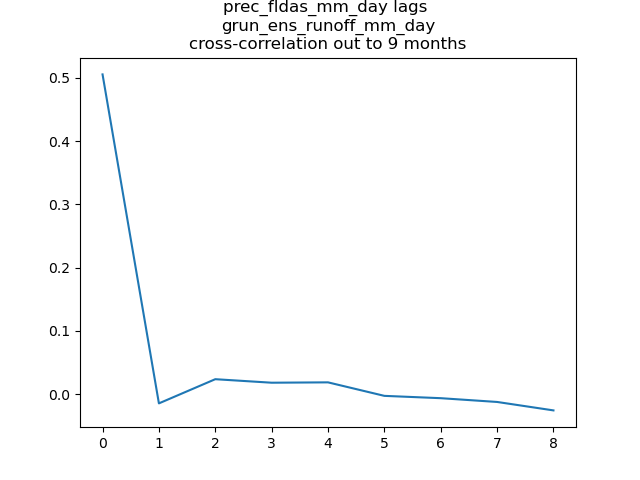 prec_fldas_mm_day lags
grun_ens_runoff_mm_day
cross-correlation out to 9 months
0.5
0.4
0.3
0.2
0.1
0.0
0 1 2 3 4 5 6 7 8